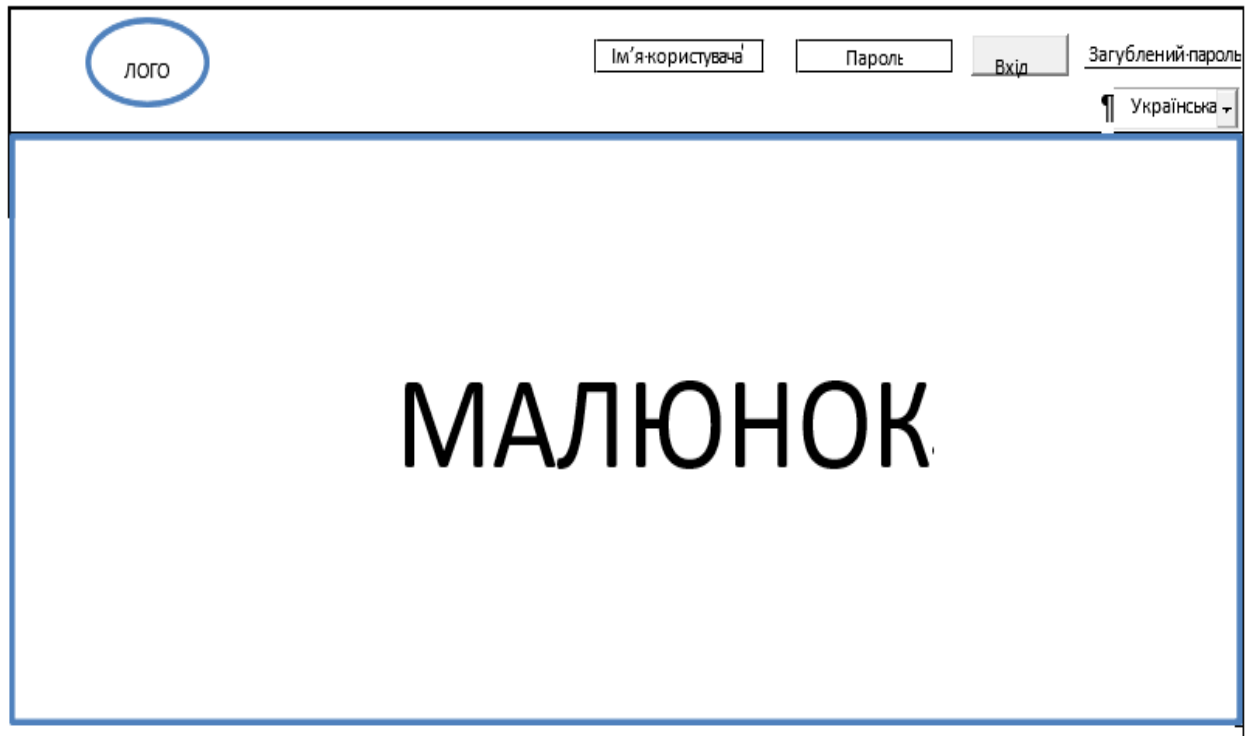 ЛОГО
Ім’я·користувача
Пароль
Вхід
Загублений·пароль
¶ Українська
МАЛЮНОК